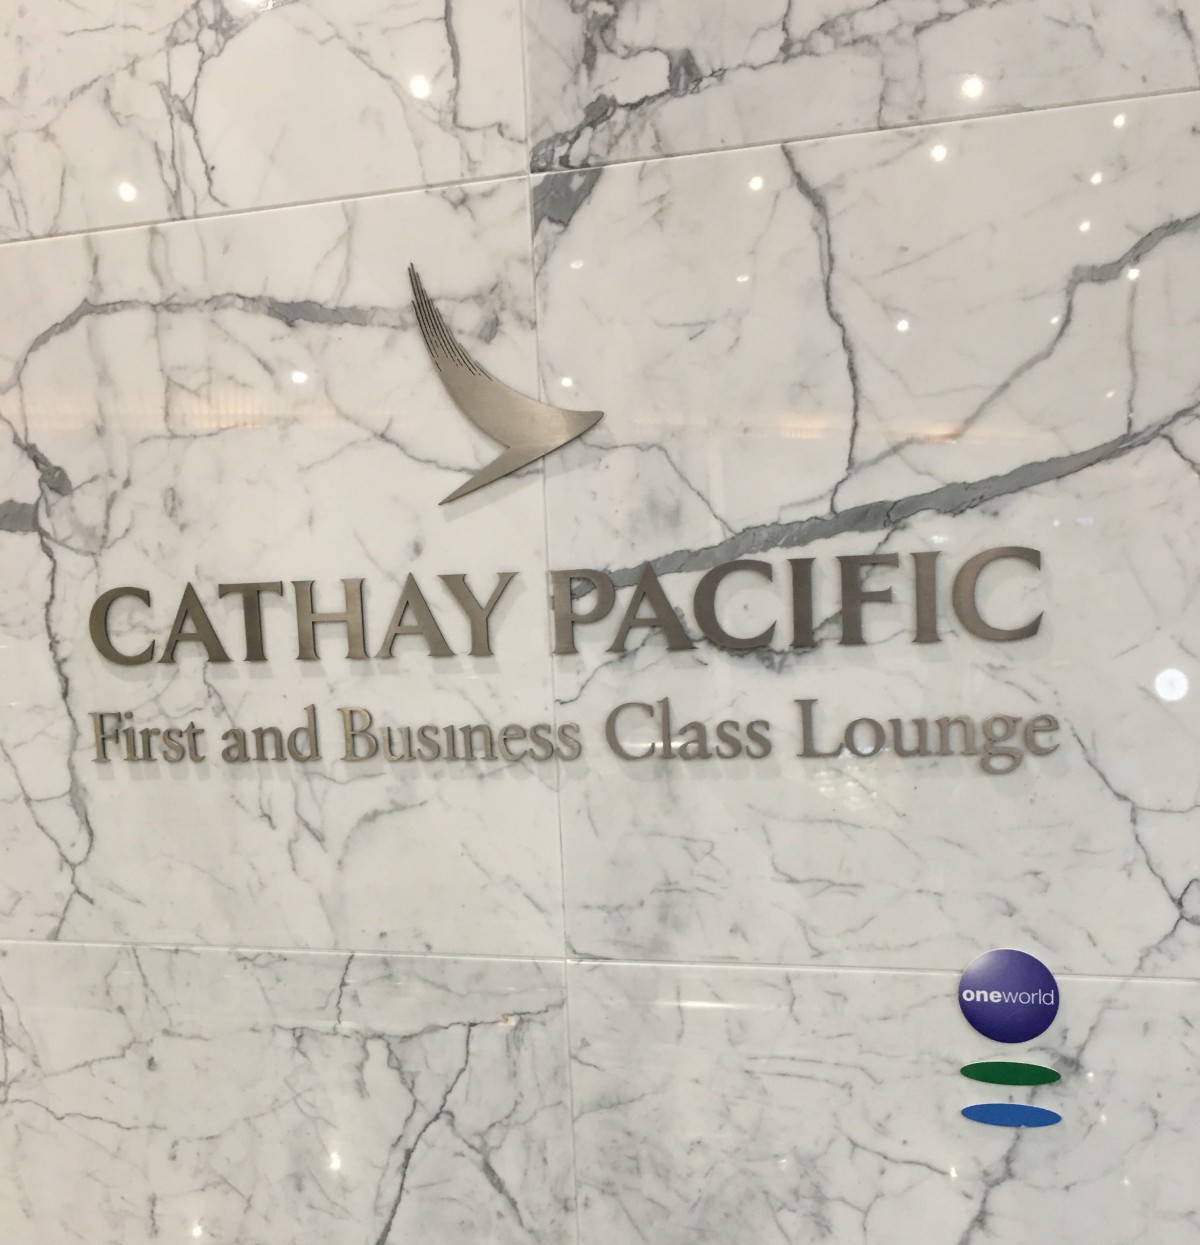 CATHAY PACIFIC
First and Business Class Lounge
oneworld